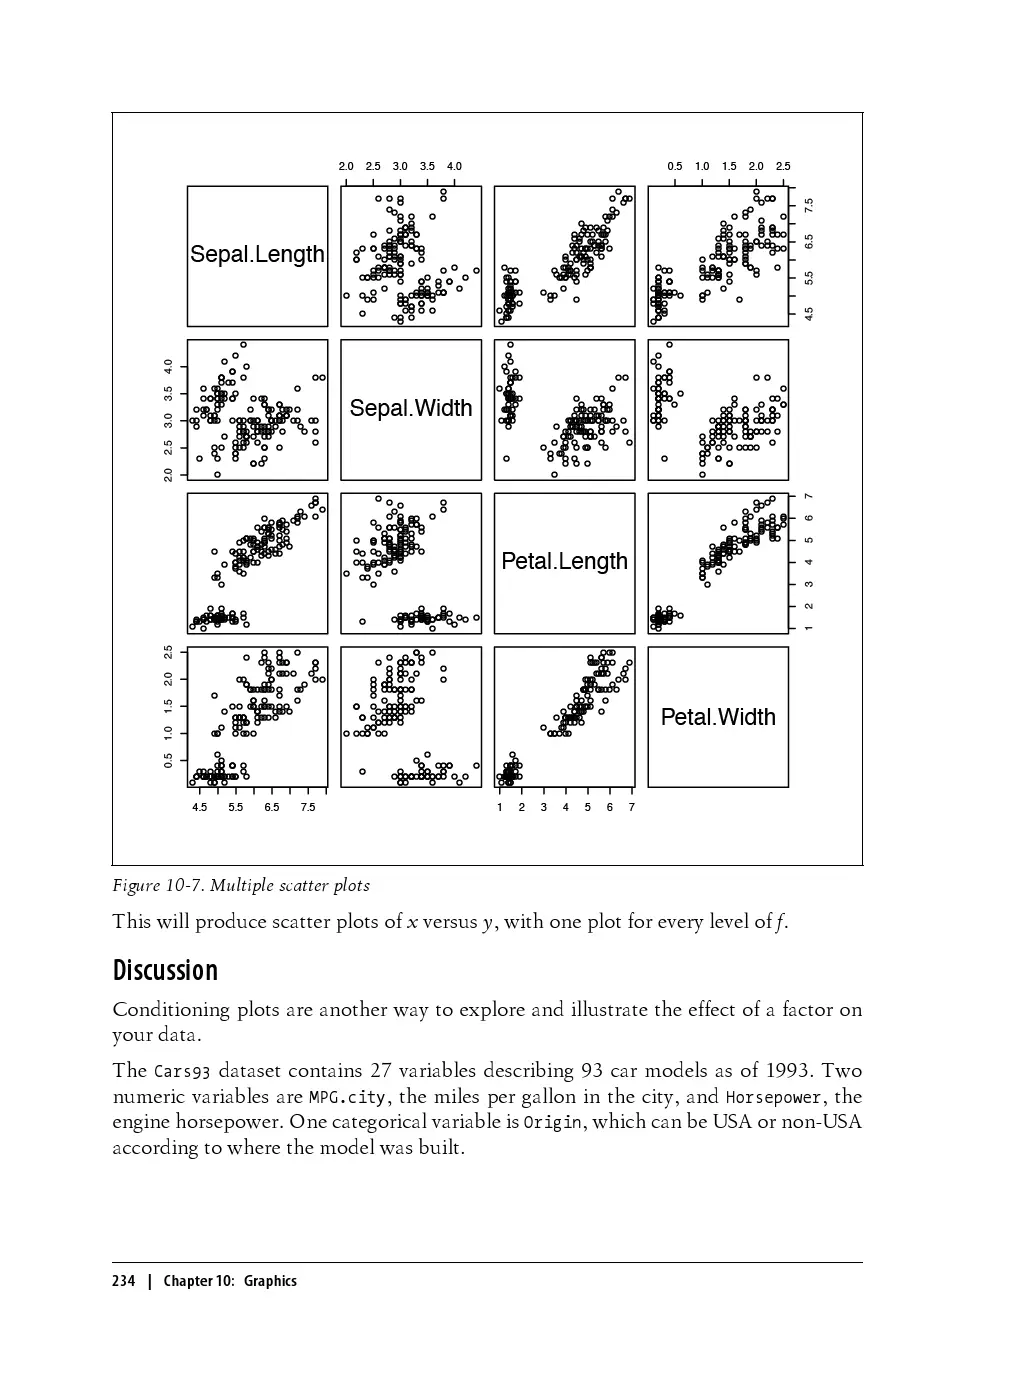 2.0 2.5 3.0 3.5 4.0
0.5 1.0 1.5 2.0 2.5
Sepal.Length
4.5 5.5 6.5 7.5
2.0 2.5 3.0 3.5 4.0
Sepal.Width
Petal.Length
1 2 3 4 5 6 7
0.5 1.0 1.5 2.0 2.5
Petal.Width
4.5 5.5 6.5 7.5
1 2 3 4 5 6 7
Figure 10-7. Multiple scatter plots
This will produce scatter plots of x versus y, with one plot for every level of f.
Discussion
Conditioning plots are another way to explore and illustrate the effect of a factor on
your data.
The Cars93 dataset contains 27 variables describing 93 car models as of 1993. Two
numeric variables are MPG.city, the miles per gallon in the city, and Horsepower, the
engine horsepower. One categorical variable is Origin, which can be USA or non-USA
according to where the model was built.
234 | Chapter 10: Graphics